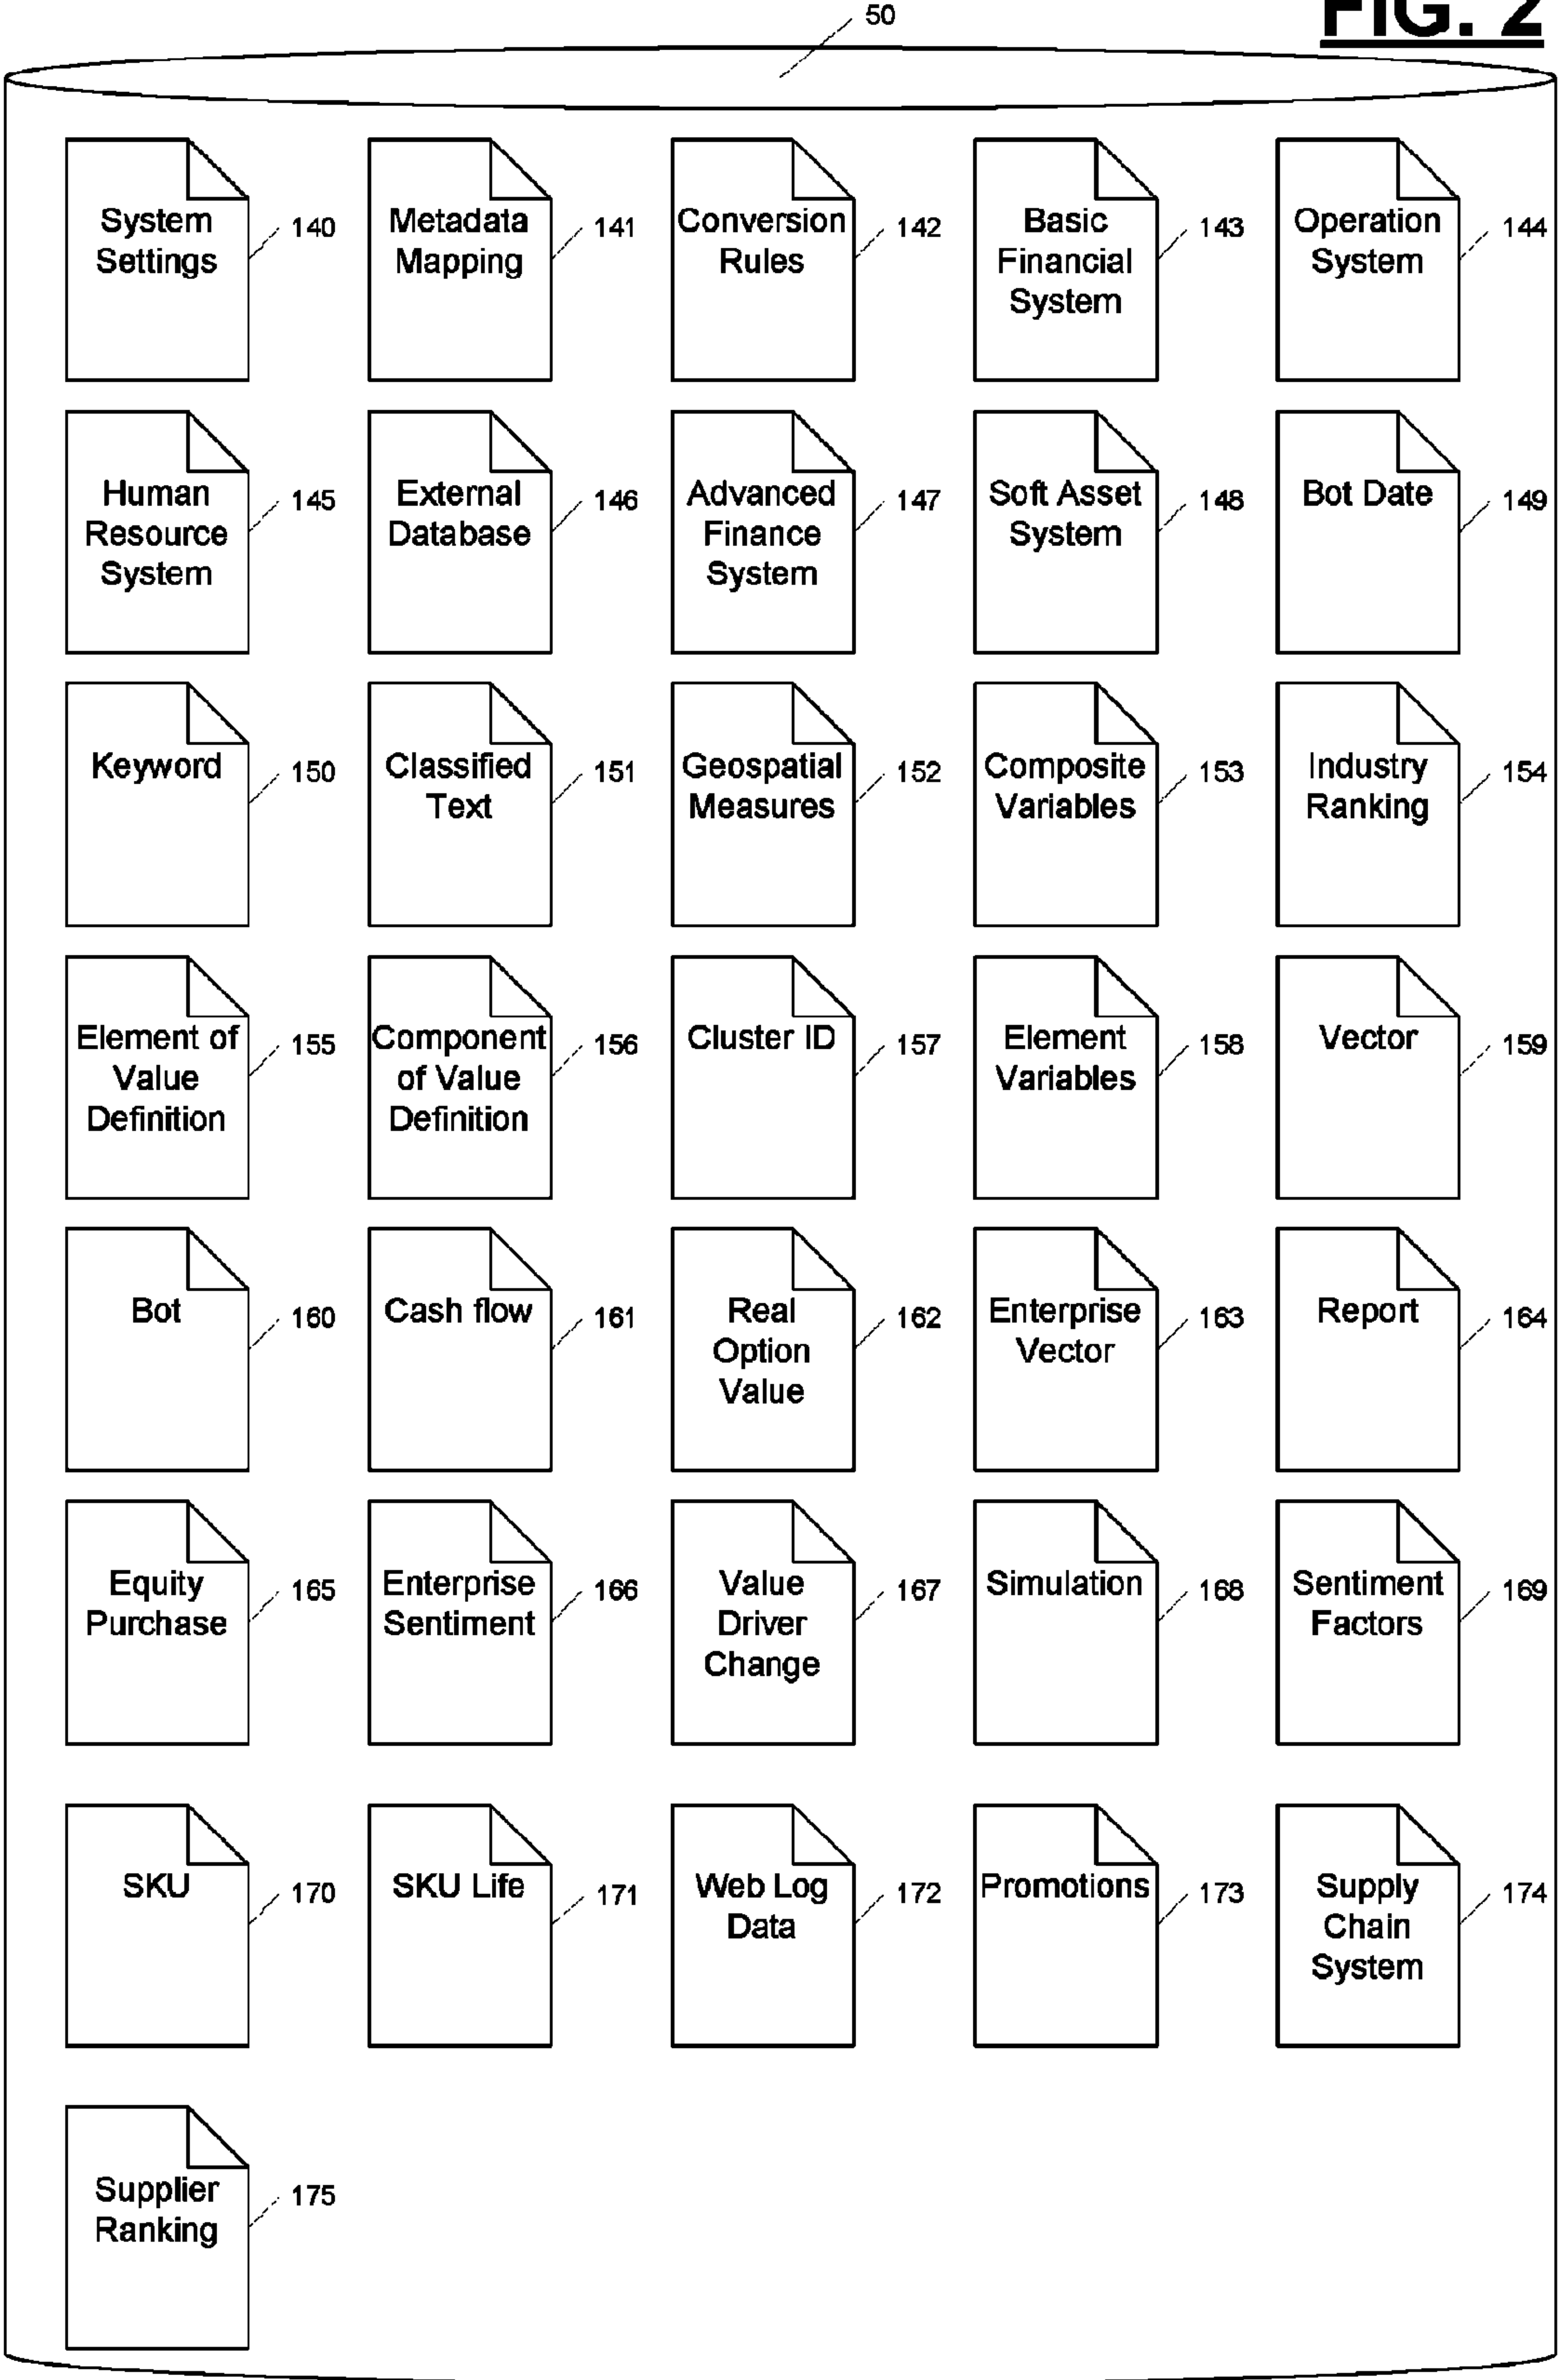 50
FIG. 2
System
Settings
140
Metadata
Mapping
141
Conversion
Rules
142
Basic
Financial
System
143
Operation
System
144
Human
Resource
System
145
External
Database
146
Advanced
Finance
System
147
Soft Asset
System
148
Bot Date
149
Keyword
150
Classified
Text
151
Geospatial
Measures
152
Composite
Variables
153
Industry
Ranking
154
Element of
Value
Definition
155
Component
of Value
Definition
156
Cluster ID
157
Element
Variables
158
Vector
159
Bot
160
Cash flow
161
Real
Option
Value
162
Enterprise
Vector
163
Report
164
Equity
Purchase
165
Enterprise
Sentiment
166
Value
Driver
Change
167
Simulation
168
Sentiment
Factors
169
SKU
170
SKU Life
171
Web Log
Data
172
Promotions
173
Supply
Chain
System
174
Supplier
Ranking
175